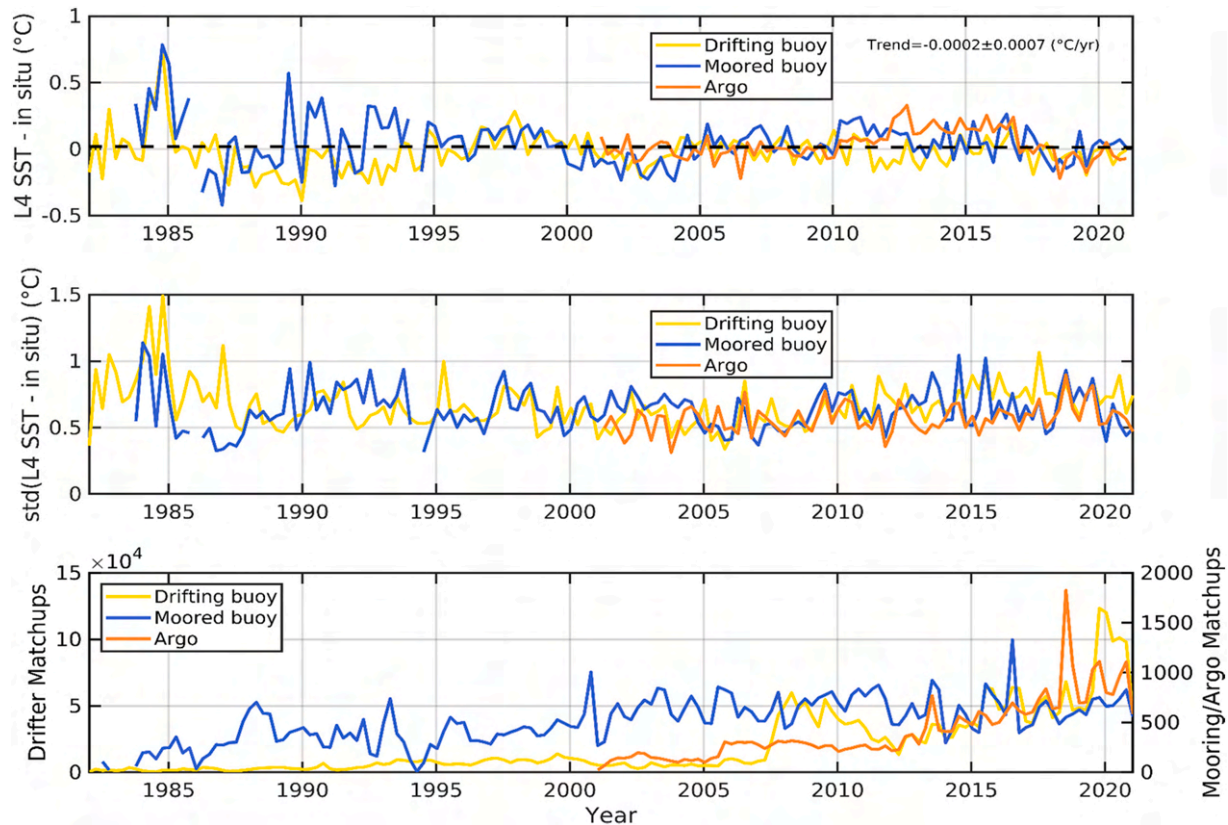 L4 SST - in situ (°C)
1
0.5
0
-0.5
Drifting buoy
Moored buoy
Argo
Trend=-0.0002±0.0007 (°C/yr)
1985 1990 1995 2000 2005 2010 2015 2020
std(L4 SST - in situ) (°C)
1.5
1
0.5
0
Drifting buoy
Moored buoy
Argo
1985 1990 1995 2000 2005 2010 2015 2020
Drifter Matchups
×10⁴
15
10
5
0
Drifting buoy
Moored buoy
Argo
2000
1500
1000
500
0
Mooring/Argo Matchups
1985 1990 1995 2000 2005 2010 2015 2020
Year